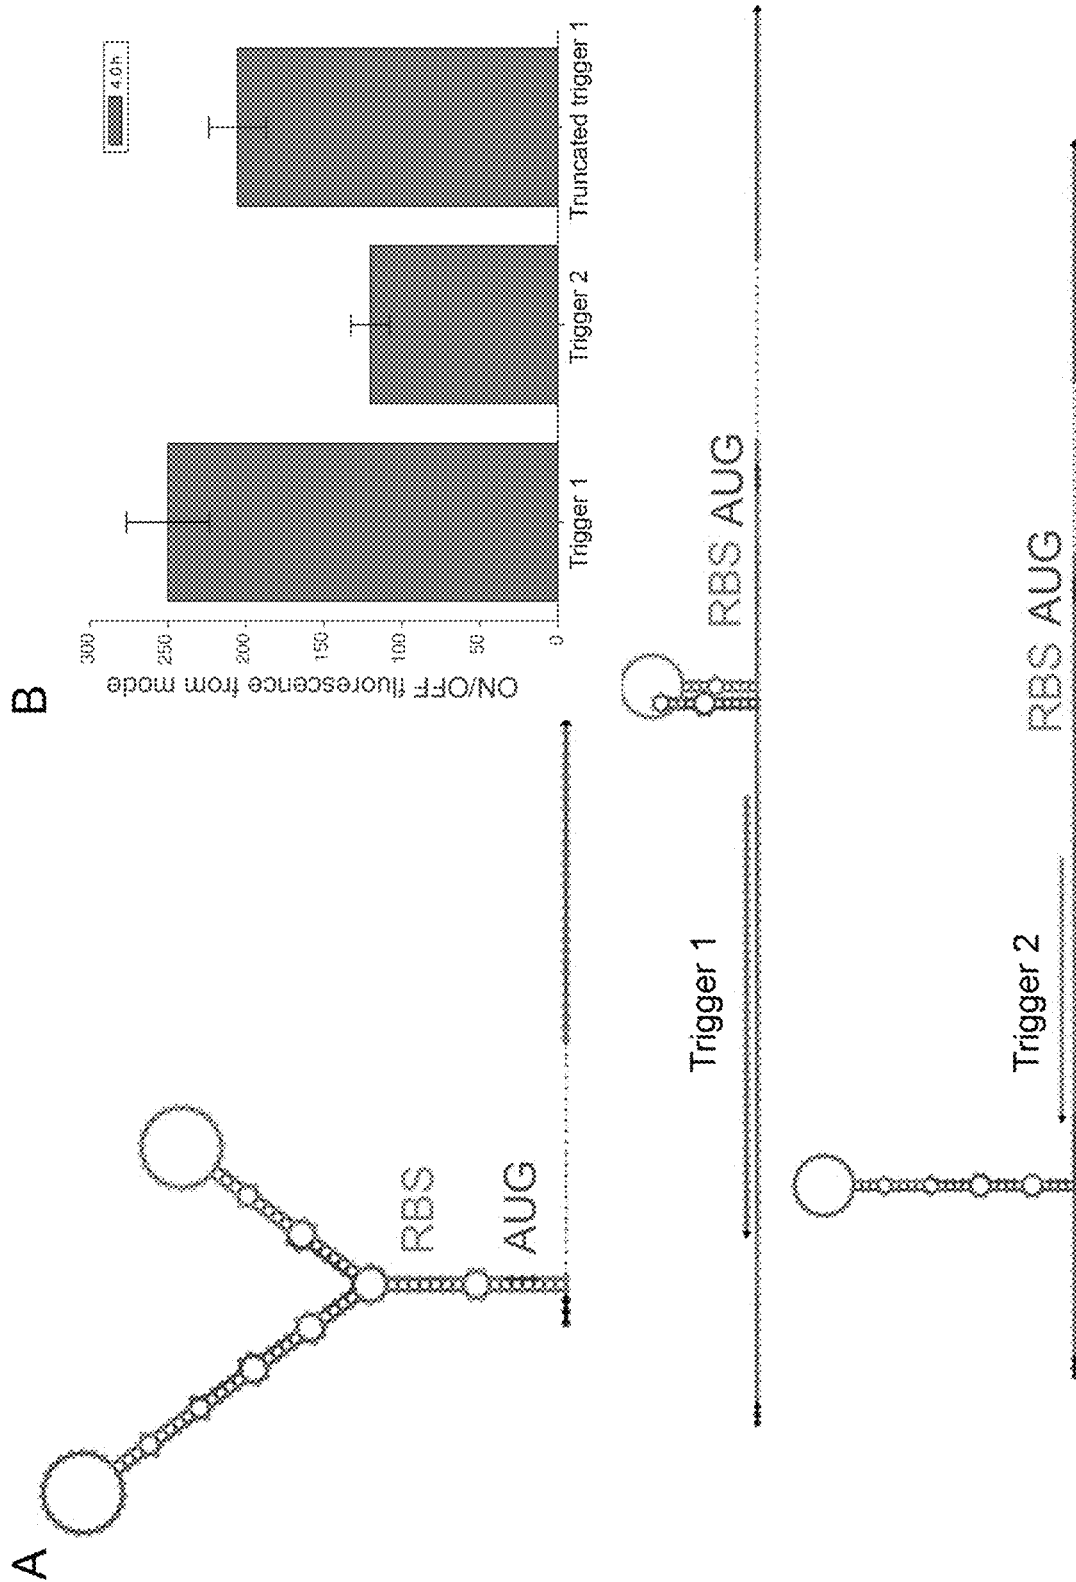 A
RBS
AUG
Trigger 1
RBS AUG
Trigger 2
RBS AUG
B
4.0 h
ON/OFF fluorescence from mode
300
250
200
150
100
50
0
Trigger 1
Trigger 2
Truncated trigger 1